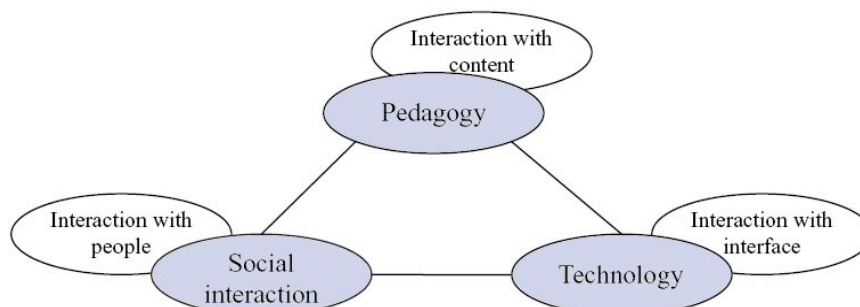 Interaction with
content
Pedagogy
Interaction with
people
Social
interaction
Technology
Interaction with
interface